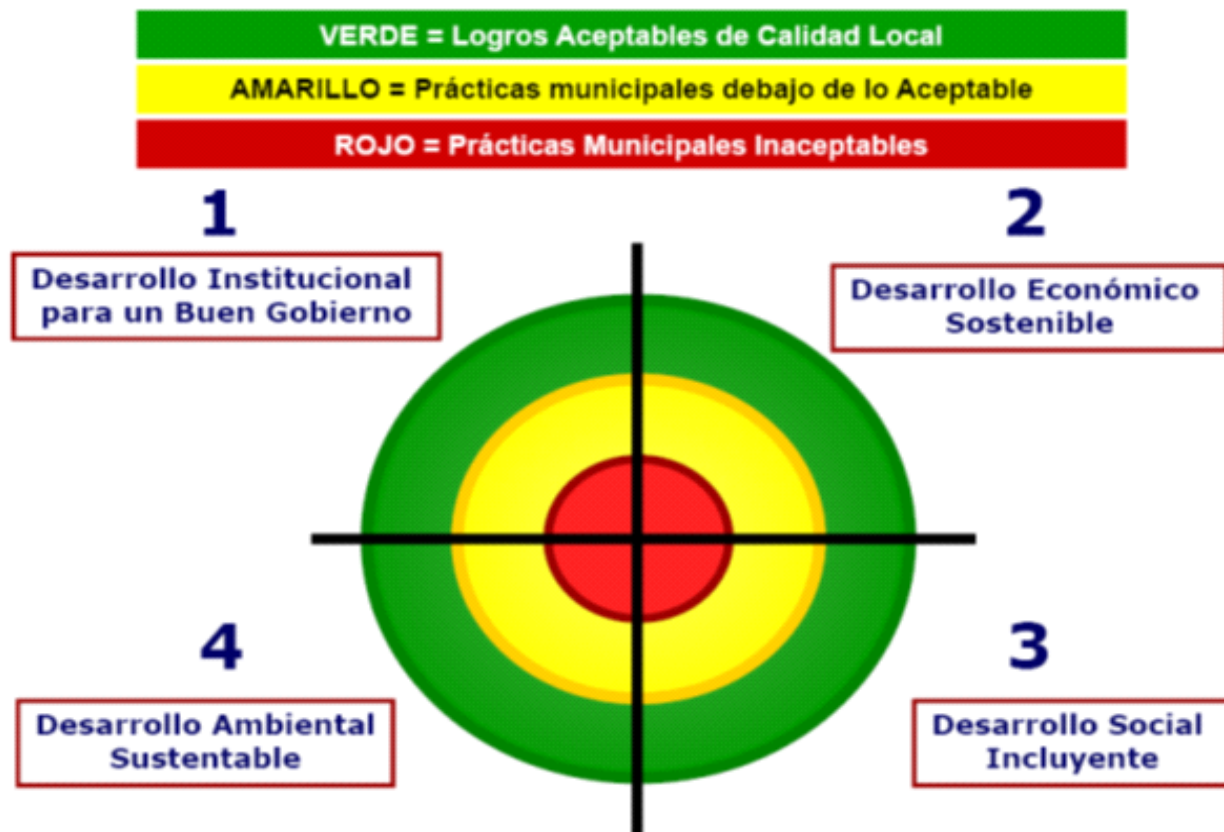 VERDE = Logros Aceptables de Calidad Local
AMARILLO = Prácticas municipales debajo de lo Aceptable
ROJO = Prácticas Municipales Inaceptables
1
Desarrollo Institucional
para un Buen Gobierno
2
Desarrollo Económico
Sostenible
4
Desarrollo Ambiental
Sustentable
3
Desarrollo Social
Incluyente